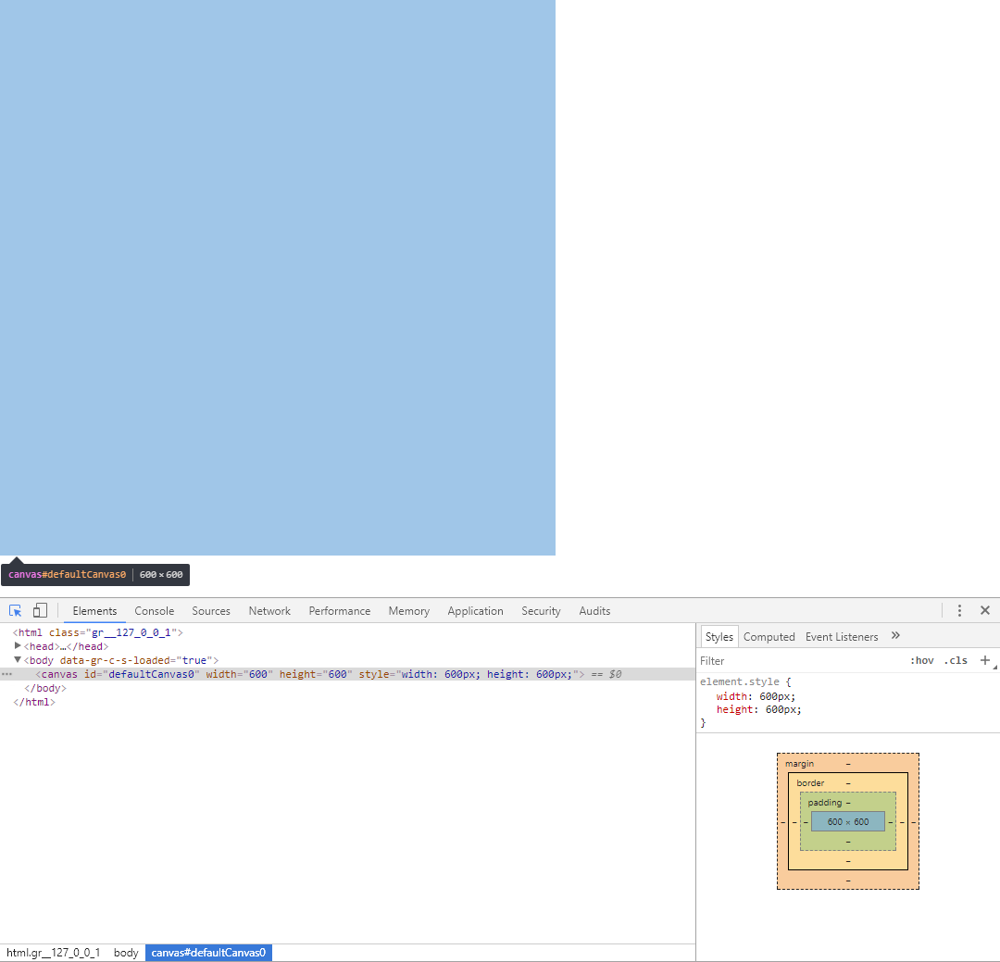 canvas#defaultCanvas0 600 × 600
Elements Console Sources Network Performance Memory Application Security Audits
<html class="gr__127_0_0_1">
<head>…</head>
<body data-gr-c-s-loaded="true">
<canvas id="defaultCanvas0" width="600" height="600" style="width: 600px; height: 600px;"> == $0
</body>
</html>
html.gr__127_0_0_1 body canvas#defaultCanvas0
Styles Computed Event Listeners »
Filter :hov .cls +
element.style {
width: 600px;
height: 600px;
}
margin –
border –
padding –
– – – 600 × 600 – – –
–
–
–